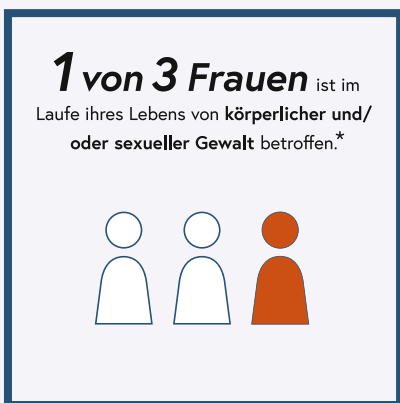 1 von 3 Frauen ist im
Laufe ihres Lebens von körperlicher und/
oder sexueller Gewalt betroffen.*